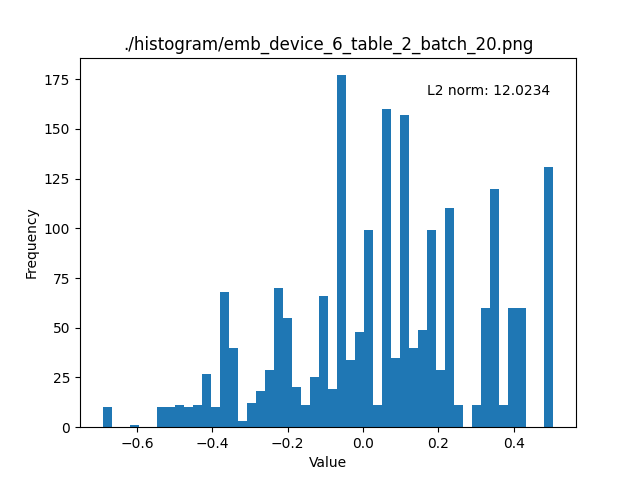 ./histogram/emb_device_6_table_2_batch_20.png
L2 norm: 12.0234
175
150
125
100
75
50
25
0
Frequency
−0.6 −0.4 −0.2 0.0 0.2 0.4
Value